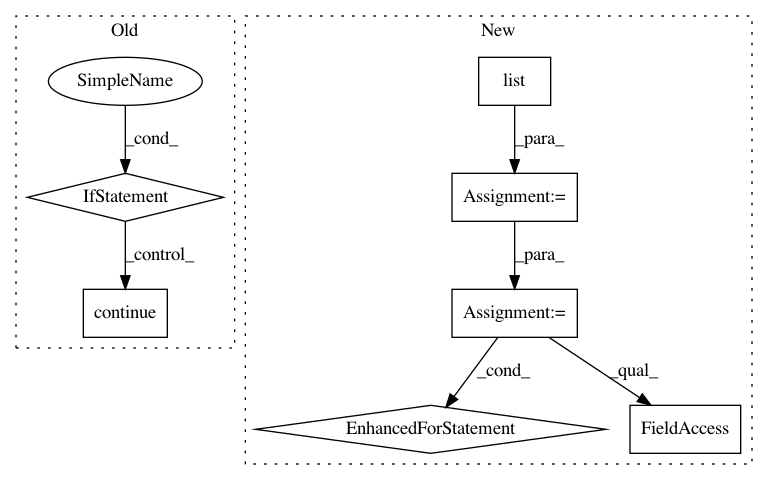 Old
New
SimpleName
list
_cond_
_para_
IfStatement
Assignment:=
_control_
_para_
continue
Assignment:=
_cond_
_qual_
EnhancedForStatement
FieldAccess